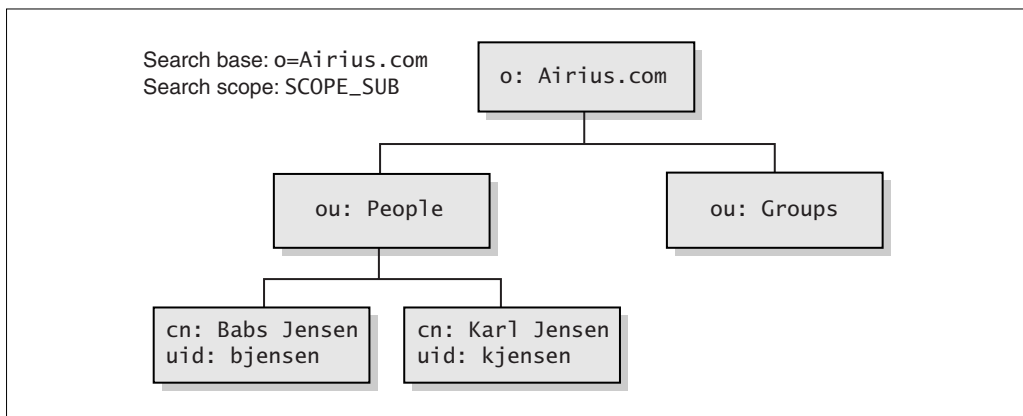 Search base: o=Airius.com
Search scope: SCOPE_SUB
o: Airius.com
ou: People
ou: Groups
cn: Babs Jensen
uid: bjensen
cn: Karl Jensen
uid: kjensen